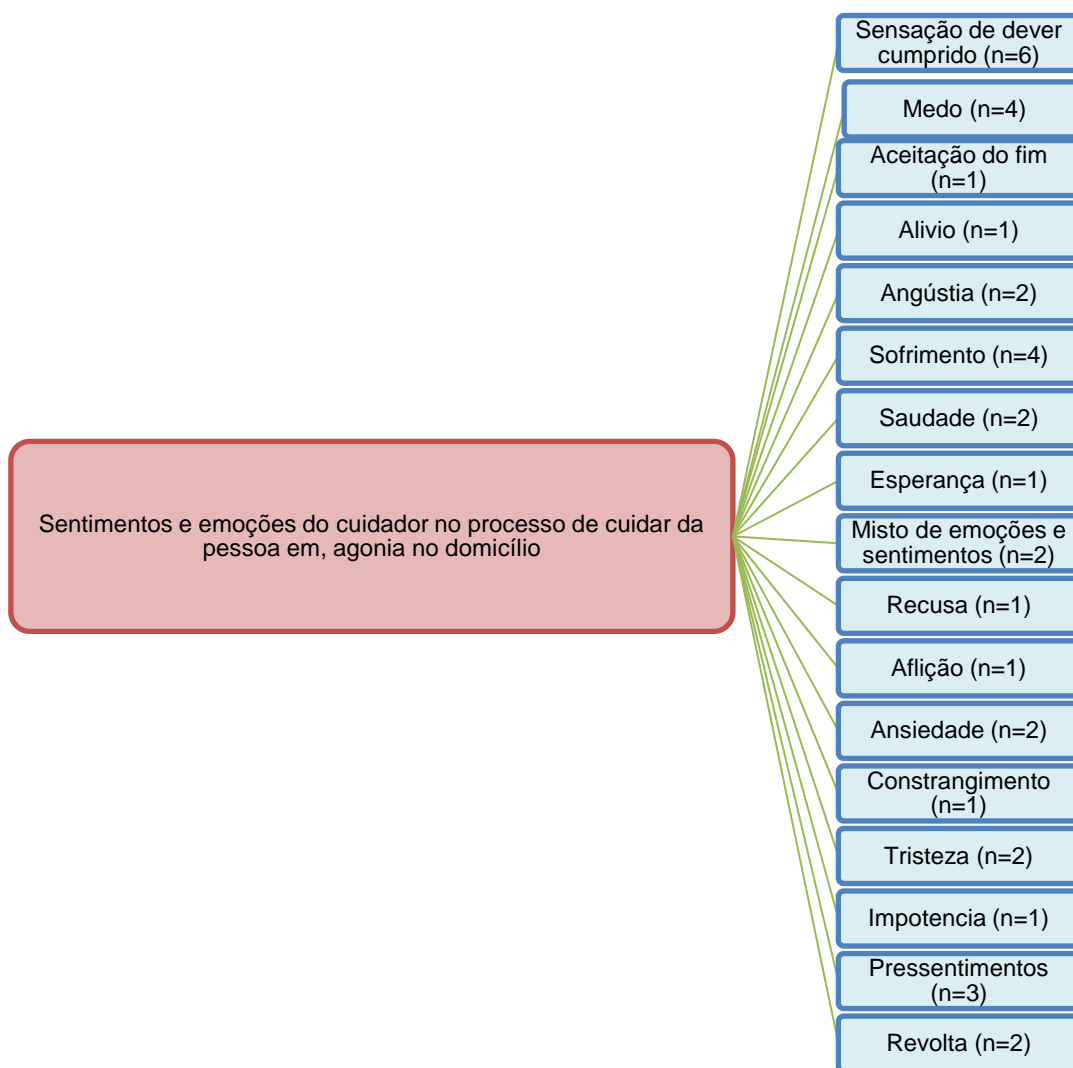 Sensação de dever
cumprido (n=6)
Medo (n=4)
Aceitação do fim
(n=1)
Alivio (n=1)
Angústia (n=2)
Sofrimento (n=4)
Saudade (n=2)
Esperança (n=1)
Sentimentos e emoções do cuidador no processo de cuidar da
pessoa em, agonia no domicílio
Misto de emoções e
sentimentos (n=2)
Recusa (n=1)
Aflição (n=1)
Ansiedade (n=2)
Constrangimento
(n=1)
Tristeza (n=2)
Impotencia (n=1)
Pressentimentos
(n=3)
Revolta (n=2)